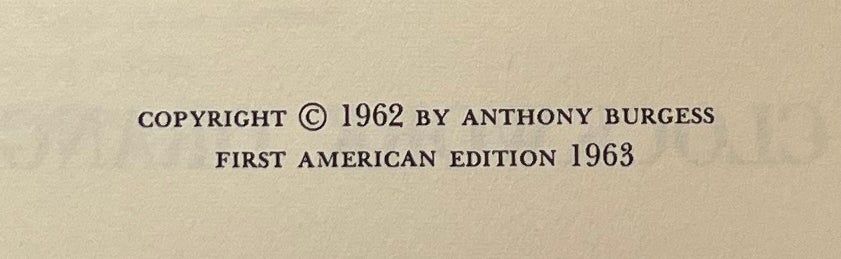 COPYRIGHT © 1962 BY ANTHONY BURGESS
FIRST AMERICAN EDITION 1963